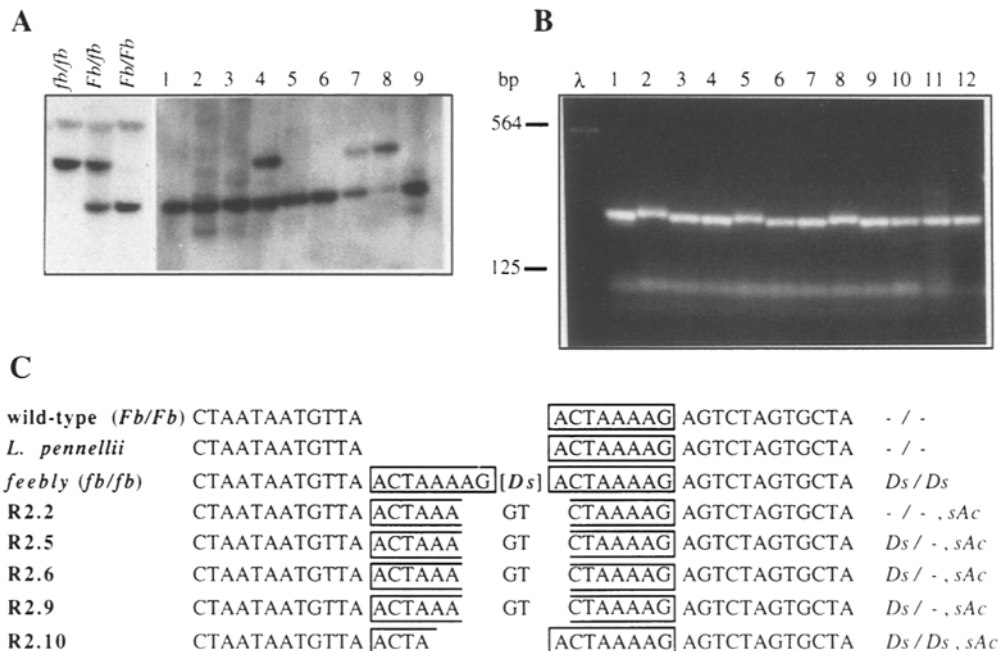 A
B
fb/fb Fb/fb Fb/Fb 1 2 3 4 5 6 7 8 9
bp λ 1 2 3 4 5 6 7 8 9 10 11 12
564
125
C
wild-type (Fb/Fb) CTAATAATGTTA ACTAAAAG AGTCTAGTGCTA - / -
L. pennellii CTAATAATGTTA ACTAAAAG AGTCTAGTGCTA - / -
feebly (fb/fb) CTAATAATGTTA ACTAAAAG [Ds] ACTAAAAG AGTCTAGTGCTA Ds / Ds
R2.2 CTAATAATGTTA ACTAAA GT CTAAAAG AGTCTAGTGCTA - / - , sAc
R2.5 CTAATAATGTTA ACTAAA GT CTAAAAG AGTCTAGTGCTA Ds / - , sAc
R2.6 CTAATAATGTTA ACTAAA GT CTAAAAG AGTCTAGTGCTA Ds / - , sAc
R2.9 CTAATAATGTTA ACTAAA GT CTAAAAG AGTCTAGTGCTA Ds / - , sAc
R2.10 CTAATAATGTTA ACTA ACTAAAAG AGTCTAGTGCTA Ds / Ds , sAc